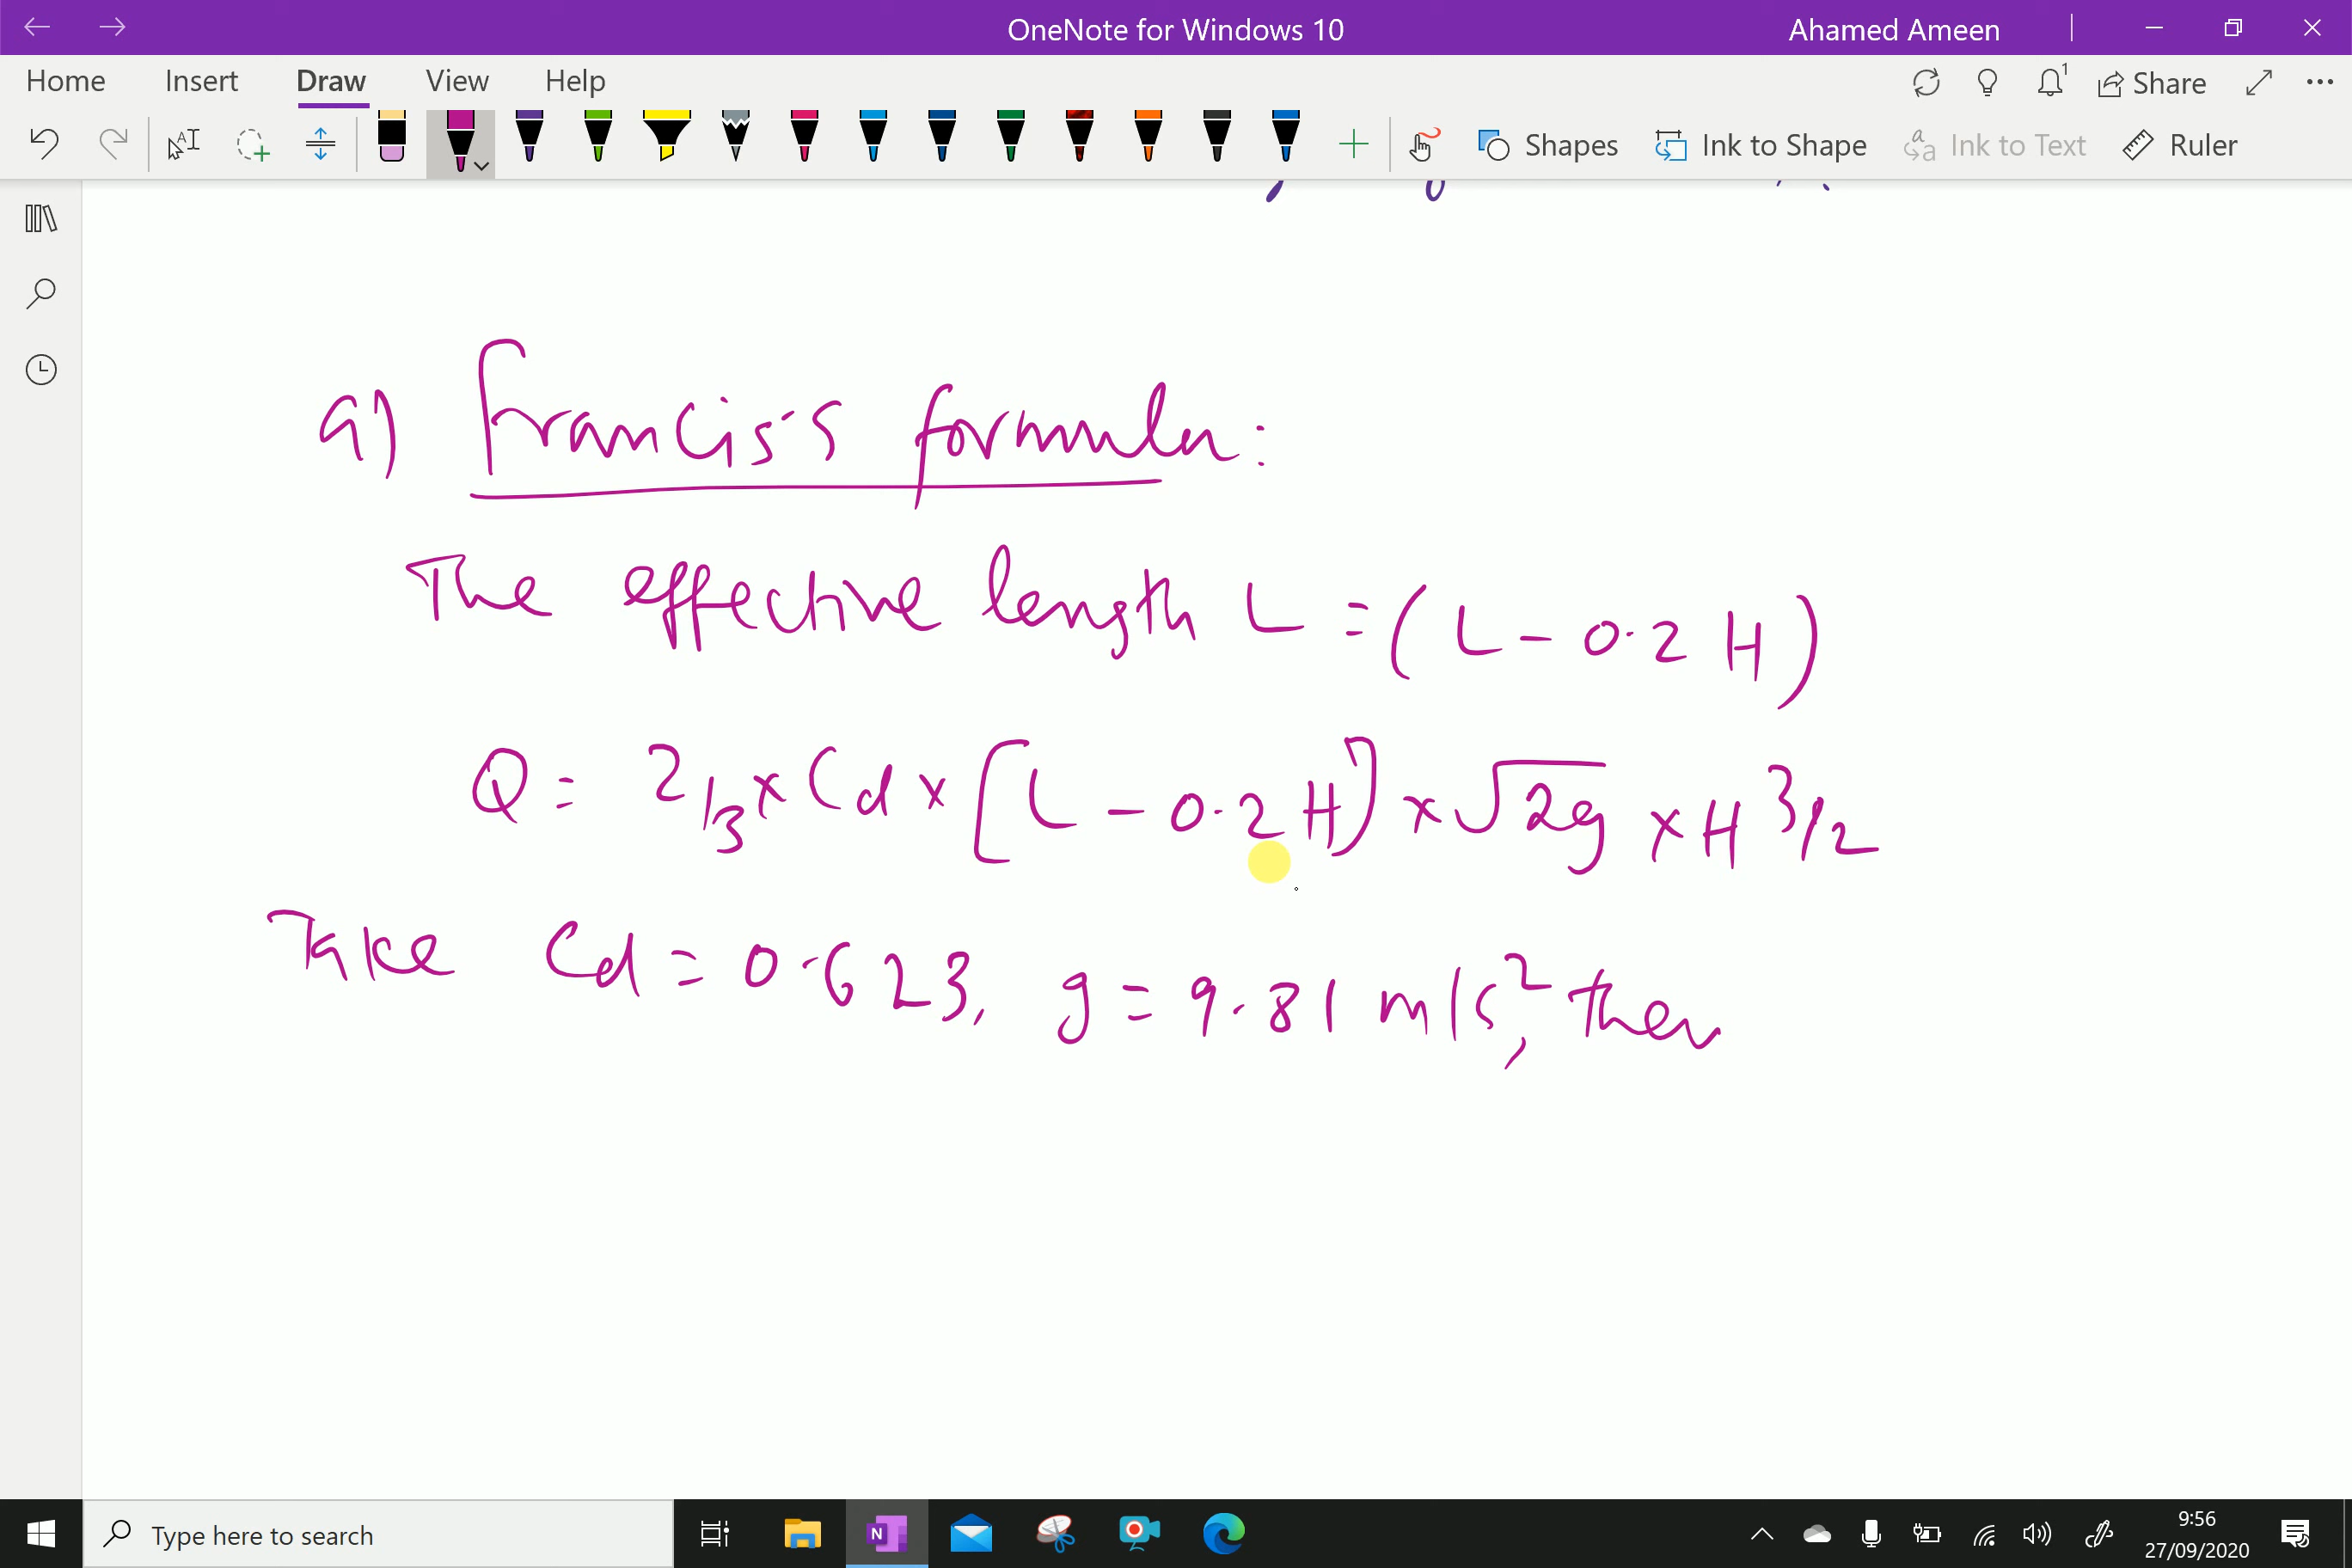 OneNote for Windows 10
Ahamed Ameen
Home Insert Draw View Help
1
Share
Shapes Ink to Shape Ink to Text Ruler
a) Francis's formula:
The effective length L = (L - 0.2 H)
Q = 2/3 x Cd x [L - 0.2 H] x √2g x H 3/2
Take Cd = 0.623, g = 9.81 m/s², then
Type here to search
9:56
27/09/2020